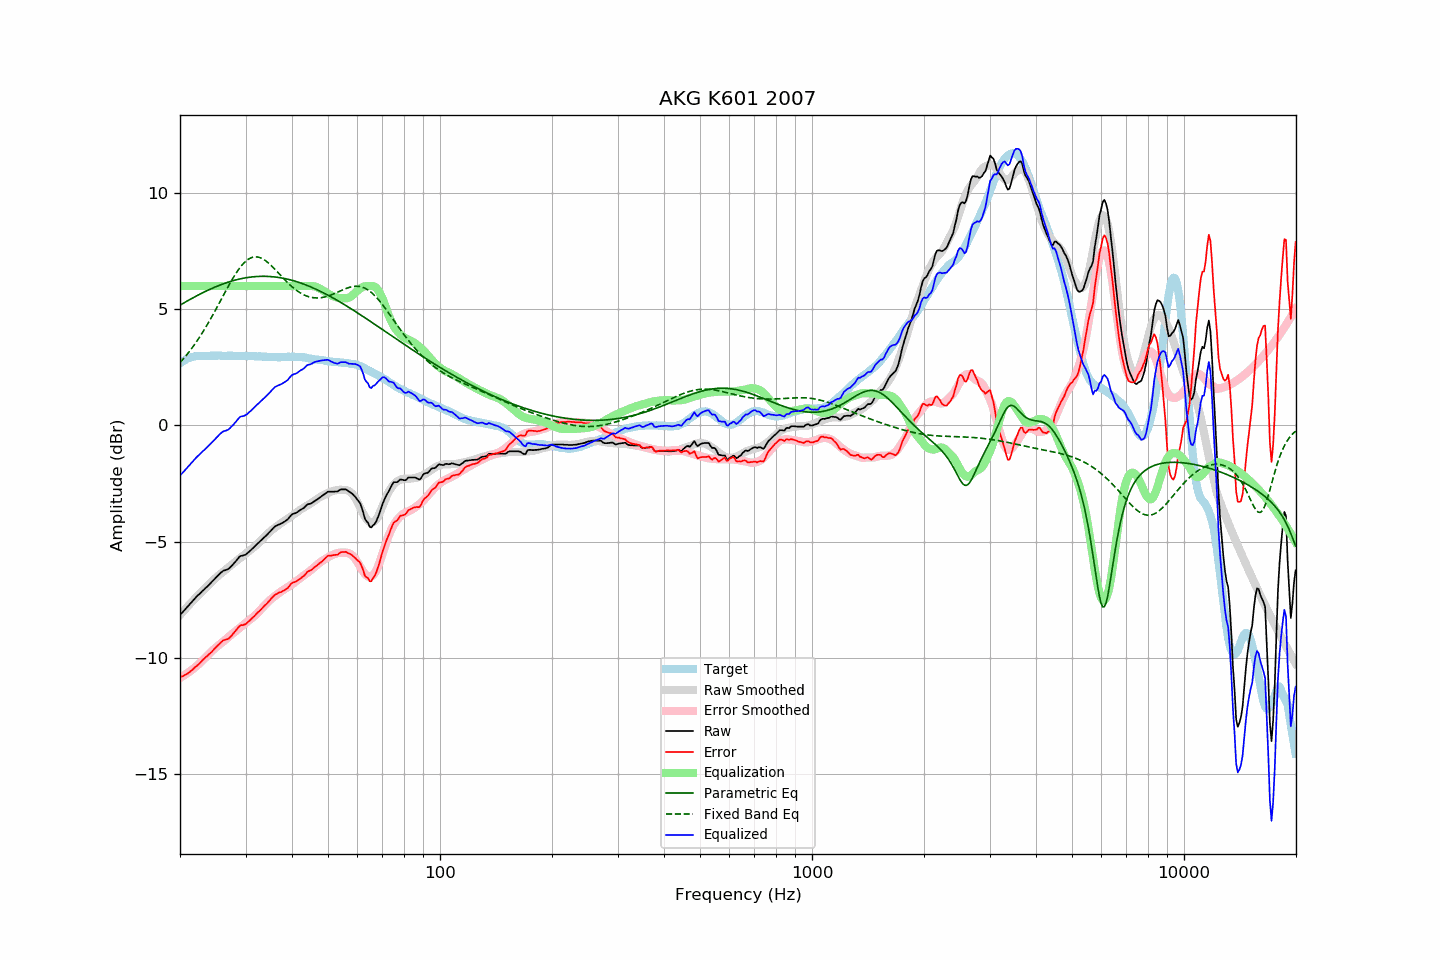 AKG K601 2007
Amplitude (dBr)
10
5
0
−5
−10
−15
Target
Raw Smoothed
Error Smoothed
Raw
Error
Equalization
Parametric Eq
Fixed Band Eq
Equalized
100
1000
10000
Frequency (Hz)